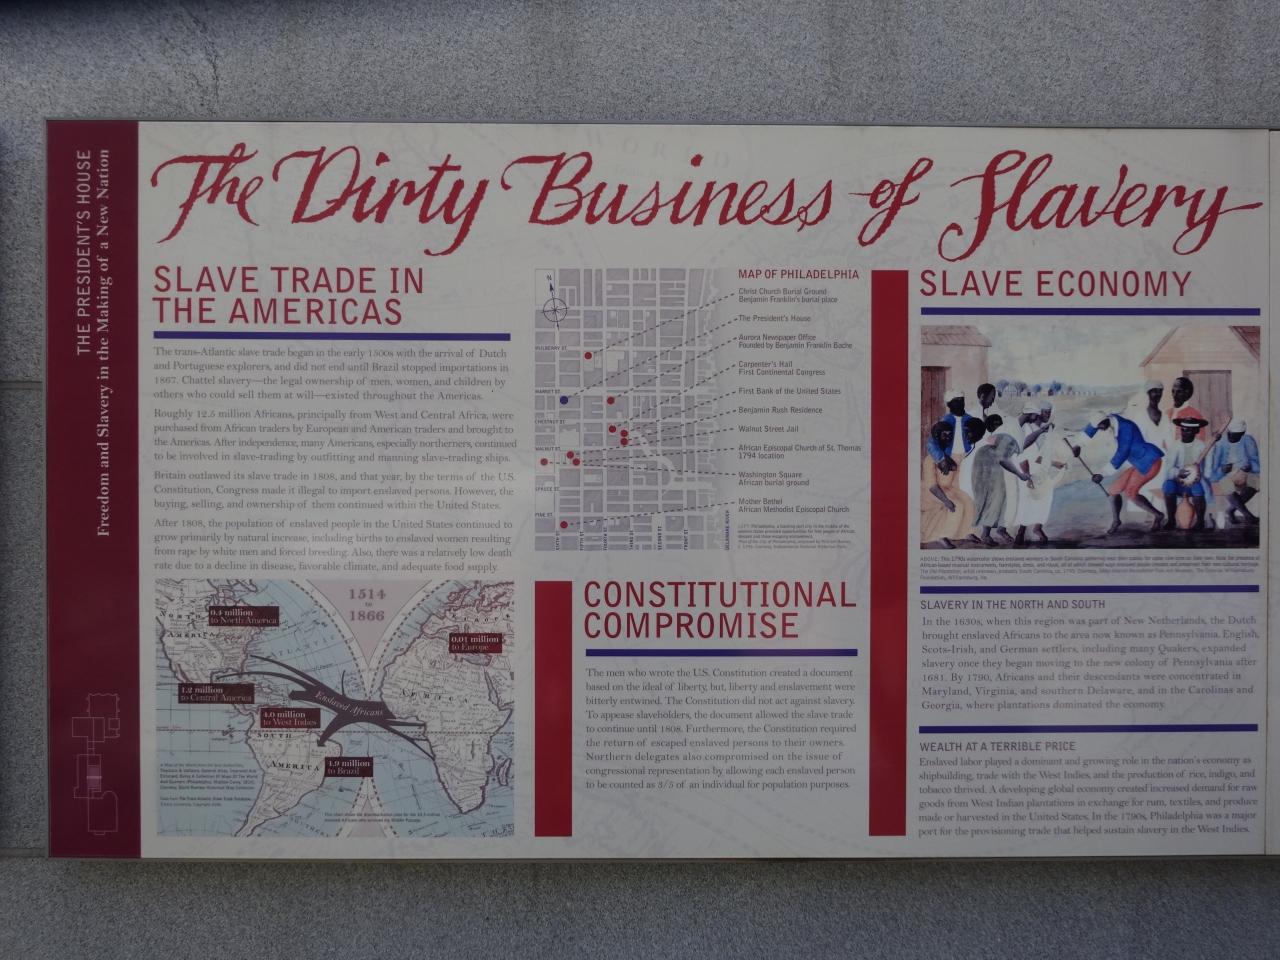 THE PRESIDENT'S HOUSE
Freedom and Slavery in the Making of a New Nation
The Dirty Business of Slavery
SLAVE TRADE IN
THE AMERICAS
The trans-Atlantic slave trade began in the early 1500s with the arrival of Dutch
and Portuguese explorers, and did not end until Brazil stopped importations in
1867. Chattel slavery—the legal ownership of men, women, and children by
others who could sell them at will—existed throughout the Americas.
Roughly 12.5 million Africans, principally from West and Central Africa, were
purchased from African traders by European and American traders and brought to
the Americas. After independence, many Americans, especially northerners, continued
to be involved in slave-trading by outfitting and manning slave-trading ships.
Britain outlawed its slave trade in 1808, and that year, by the terms of the U.S.
Constitution, Congress made it illegal to import enslaved persons. However, the
buying, selling, and ownership of them continued within the United States.
After 1808, the population of enslaved people in the United States continued to
grow primarily by natural increase, including births to enslaved women resulting
from rape by white men and forced breeding. Also, there was a relatively low death
rate due to a decline in disease, favorable climate, and adequate food supply.
1514
to
1866
0.4 million
to North America
0.01 million
to Europe
1.2 million
to Central America
4.0 million
to West Indies
4.9 million
to Brazil
Enslaved Africans
NORTH
AMERICA
ATLANTIC
AFRICA
SOUTH
AMERICA
N
MULBERRY ST.
MARKET ST.
CHESTNUT ST.
WALNUT ST.
SPRUCE ST.
PINE ST.
DELAWARE RIVER
MAP OF PHILADELPHIA
Christ Church Burial Ground
Benjamin Franklin's burial place
The President's House
Aurora Newspaper Office
Founded by Benjamin Franklin Bache
Carpenter's Hall
First Continental Congress
First Bank of the United States
Benjamin Rush Residence
Walnut Street Jail
African Episcopal Church of St. Thomas
1794 location
Washington Square
African burial ground
Mother Bethel
African Methodist Episcopal Church
CONSTITUTIONAL
COMPROMISE
The men who wrote the U.S. Constitution created a document
based on the ideal of liberty, but, liberty and enslavement were
bitterly entwined. The Constitution did not act against slavery.
To appease slaveholders, the document allowed the slave trade
to continue until 1808. Furthermore, the Constitution required
the return of escaped enslaved persons to their owners.
Northern delegates also compromised on the issue of
congressional representation by allowing each enslaved person
to be counted as 3/5 of an individual for population purposes.
SLAVE ECONOMY
SLAVERY IN THE NORTH AND SOUTH
In the 1630s, when this region was part of New Netherlands, the Dutch
brought enslaved Africans to the area now known as Pennsylvania. English,
Scots-Irish, and German settlers, including many Quakers, expanded
slavery once they began moving to the new colony of Pennsylvania after
1681. By 1790, Africans and their descendants were concentrated in
Maryland, Virginia, and southern Delaware, and in the Carolinas and
Georgia, where plantations dominated the economy.
WEALTH AT A TERRIBLE PRICE
Enslaved labor played a dominant and growing role in the nation's economy as
shipbuilding, trade with the West Indies, and the production of rice, indigo, and
tobacco thrived. A developing global economy created increased demand for raw
goods from West Indian plantations in exchange for rum, textiles, and produce
made or harvested in the United States. In the 1790s, Philadelphia was a major
port for the provisioning trade that helped sustain slavery in the West Indies.